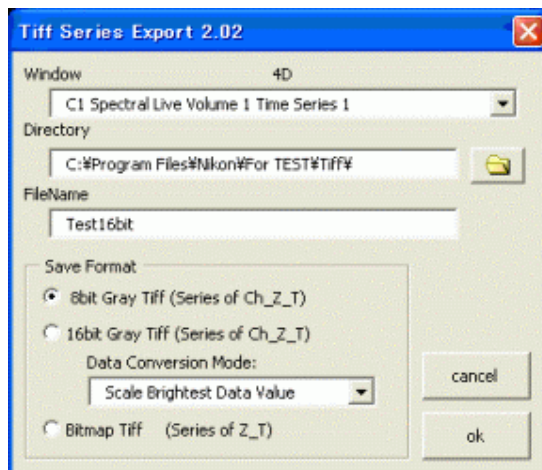 Tiff Series Export 2.02
Window 4D
C1 Spectral Live Volume 1 Time Series 1
Directory
C:¥Program Files¥Nikon¥For TEST¥Tiff¥
FileName
Test16bit
Save Format
8bit Gray Tiff (Series of Ch_Z_T)
16bit Gray Tiff (Series of Ch_Z_T)
Data Conversion Mode:
Scale Brightest Data Value
cancel
Bitmap Tiff (Series of Z_T)
ok